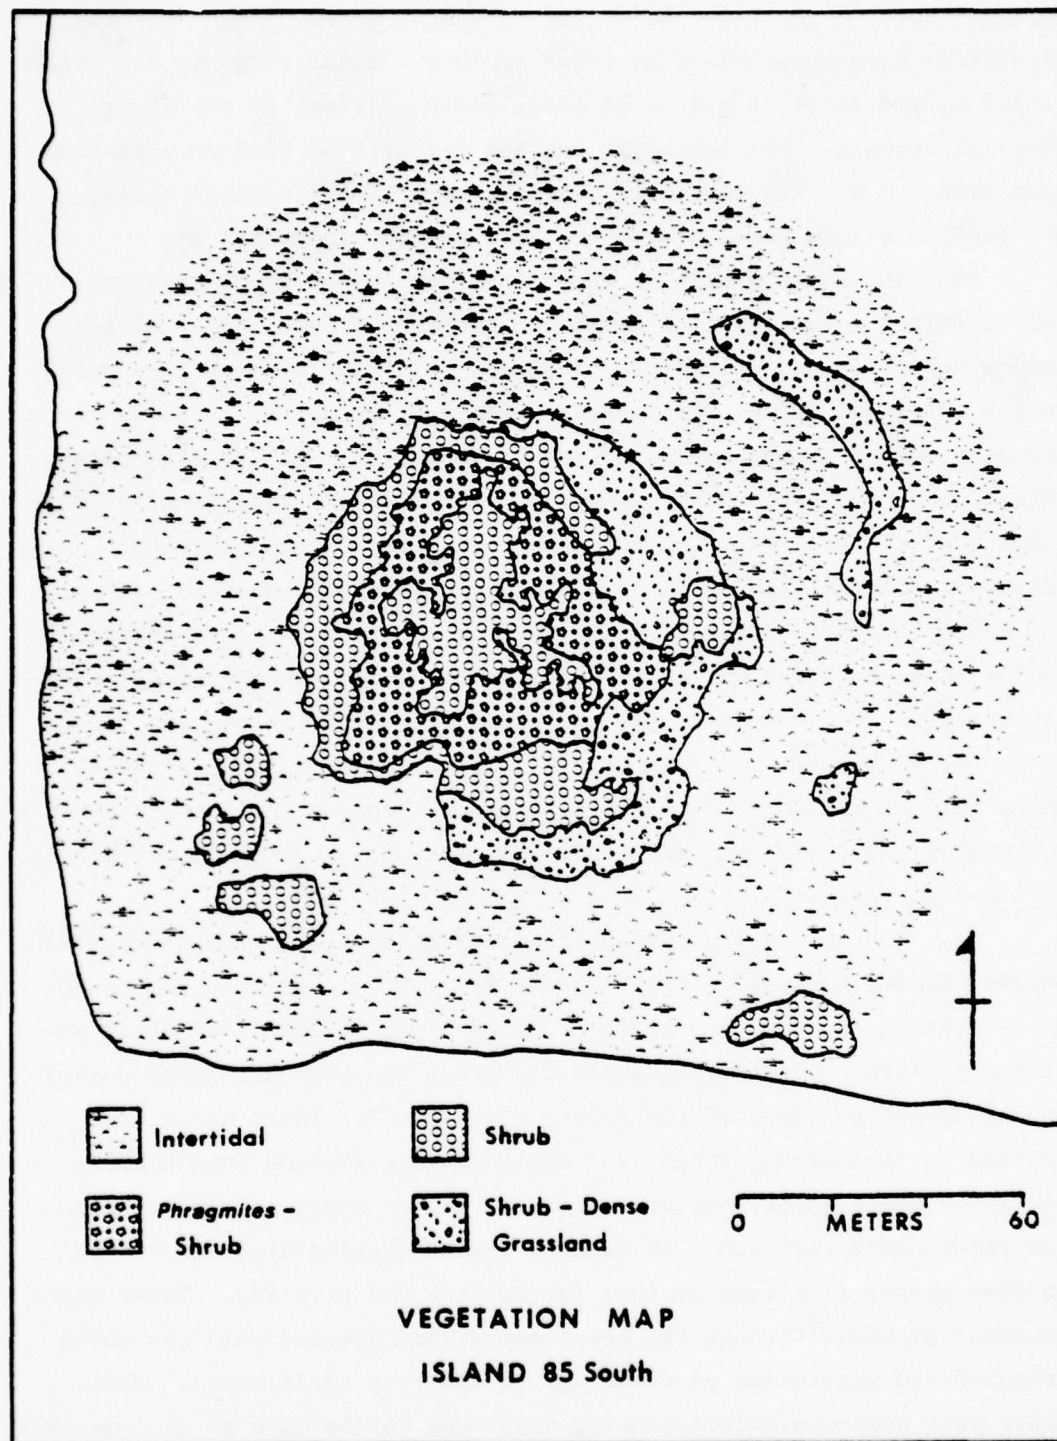 Intertidal
Shrub
Phragmites –
Shrub
Shrub – Dense
Grassland
0 METERS 60
VEGETATION MAP
ISLAND 85 South